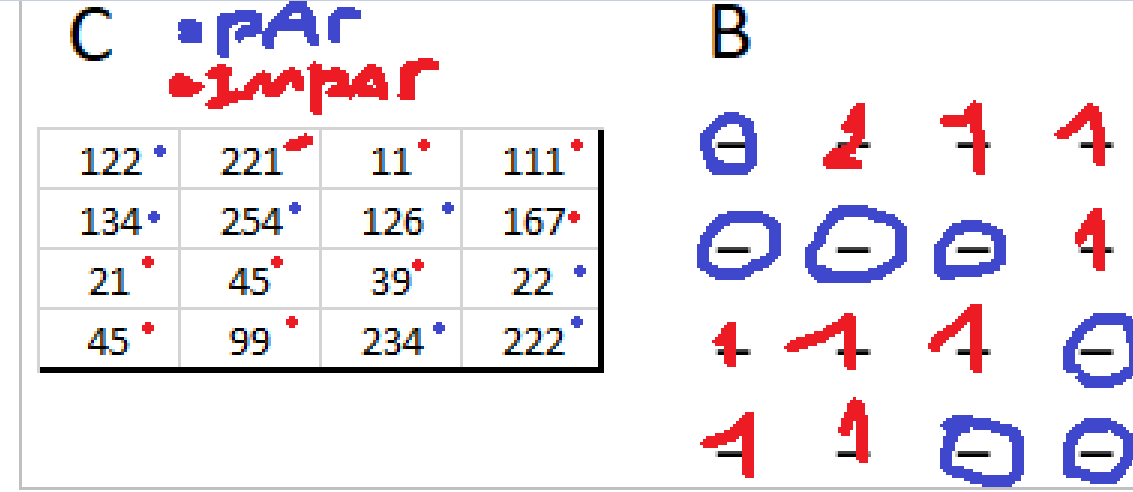 C
par
Impar
122 221 11 111
134 254 126 167
21 45 39 22
45 99 234 222
B
0 1 1 1
0 0 0 1
1 1 1 0
1 1 0 0